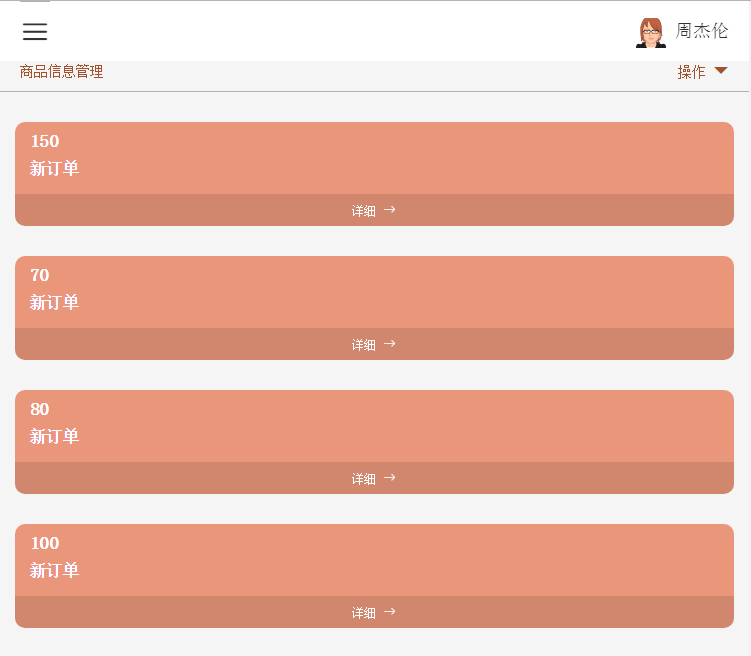 周杰伦
商品信息管理 操作
150
新订单
详细 →
70
新订单
详细 →
80
新订单
详细 →
100
新订单
详细 →